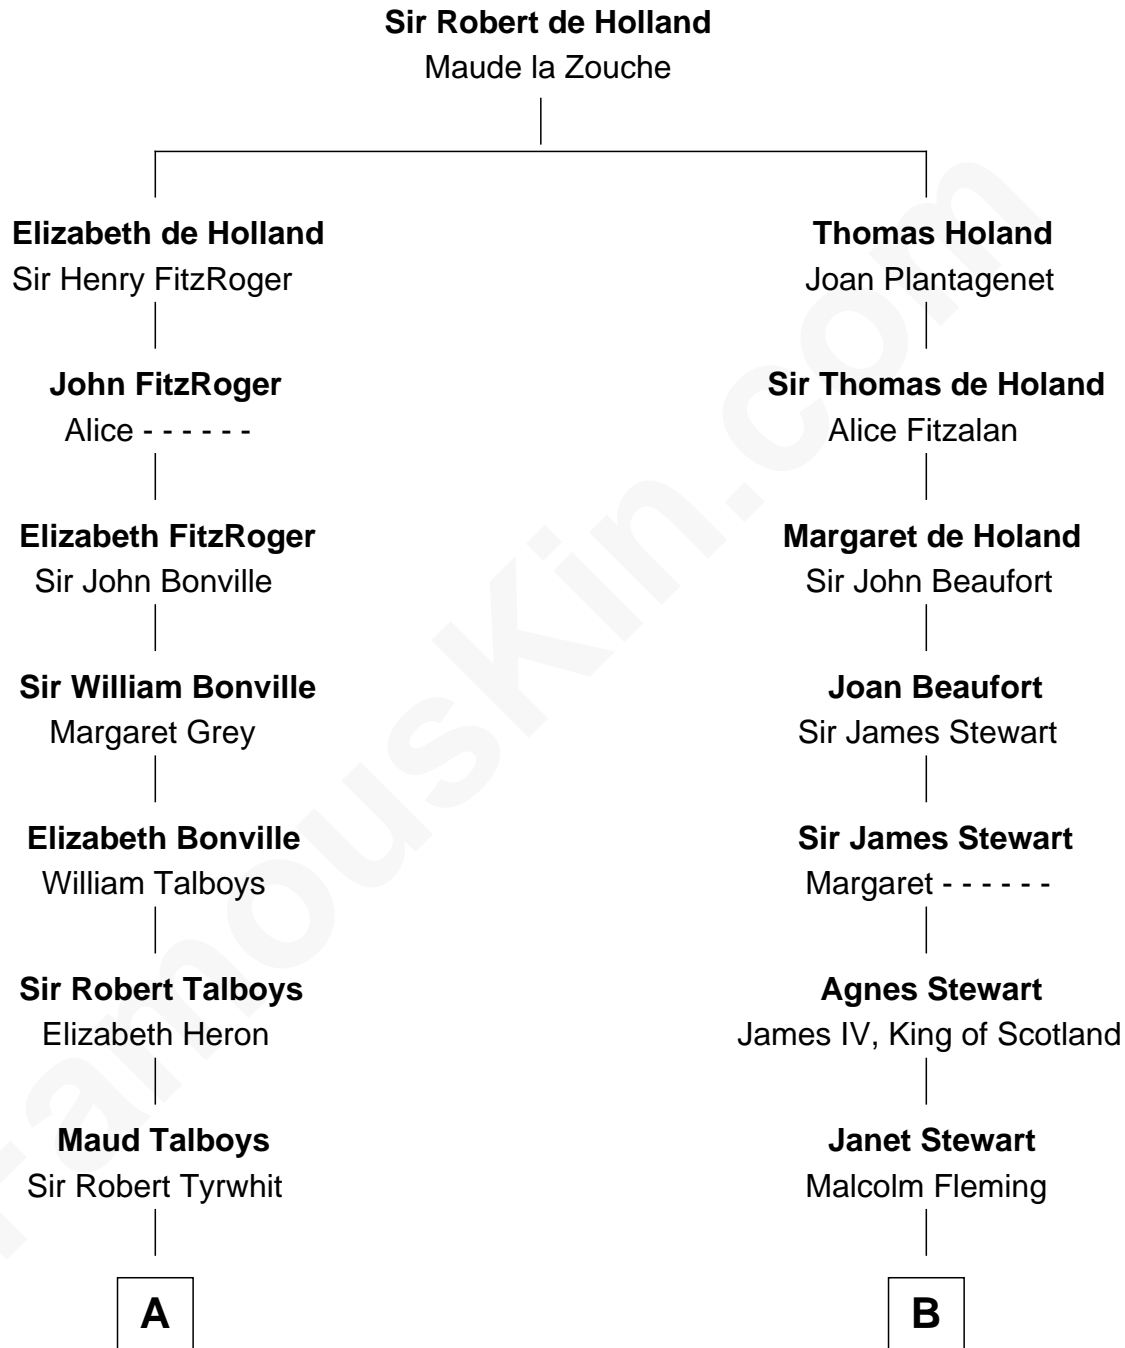 Sir Robert de Holland
Maude la Zouche
Elizabeth de Holland
Sir Henry FitzRoger
Thomas Holand
Joan Plantagenet
John FitzRoger
Alice - - - - - -
Sir Thomas de Holand
Alice Fitzalan
Elizabeth FitzRoger
Sir John Bonville
Margaret de Holand
Sir John Beaufort
Sir William Bonville
Margaret Grey
Joan Beaufort
Sir James Stewart
Elizabeth Bonville
William Talboys
Sir James Stewart
Margaret - - - - - -
Sir Robert Talboys
Elizabeth Heron
Agnes Stewart
James IV, King of Scotland
Maud Talboys
Sir Robert Tyrwhit
Janet Stewart
Malcolm Fleming
A
B
FamousKin.com